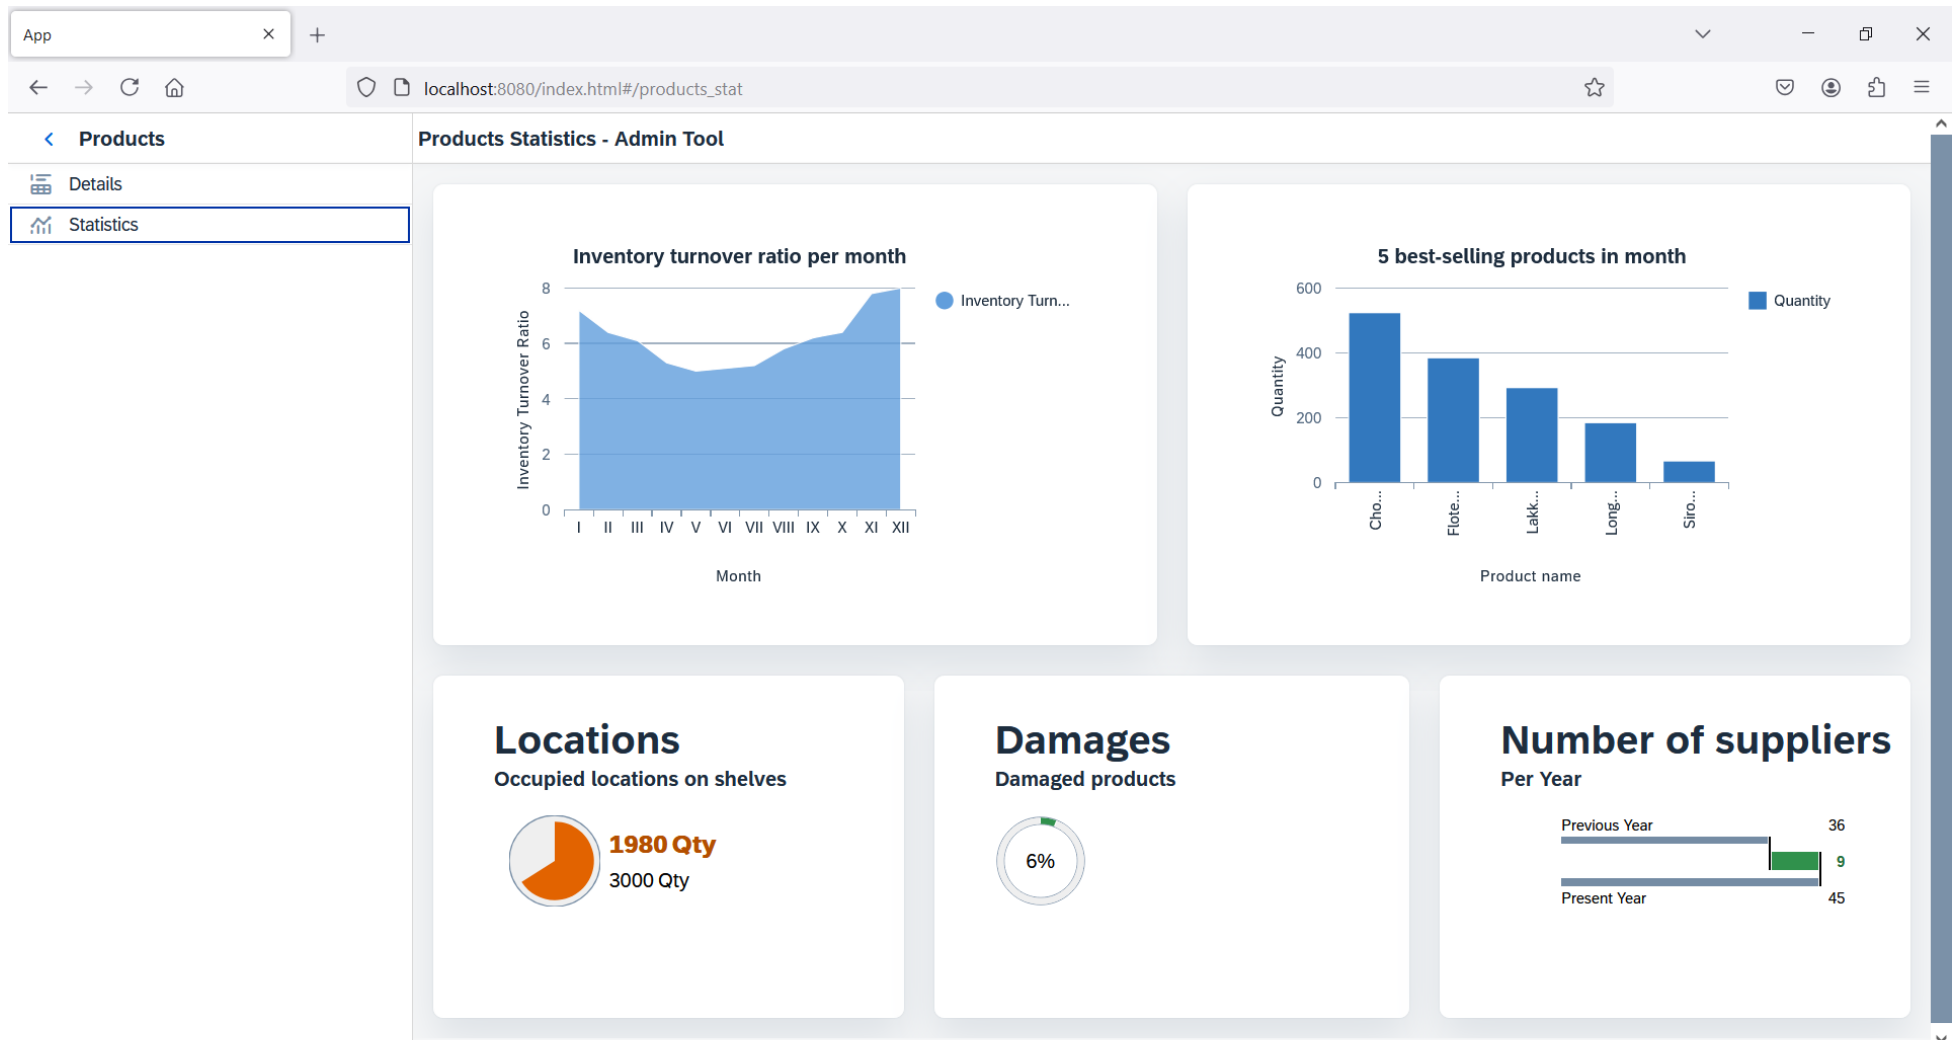 App
localhost:8080/index.html#/products_stat
Products
Products Statistics - Admin Tool
Details
Statistics
Inventory turnover ratio per month
Inventory Turnover Ratio
8
6
4
2
0
I II III IV V VI VII VIII IX X XI XII
Month
Inventory Turn...
5 best-selling products in month
Quantity
600
400
200
0
Cho...
Flote...
Lakk...
Long...
Siro...
Product name
Quantity
Locations
Occupied locations on shelves
1980 Qty
3000 Qty
Damages
Damaged products
6%
Number of suppliers
Per Year
Previous Year 36
9
Present Year 45